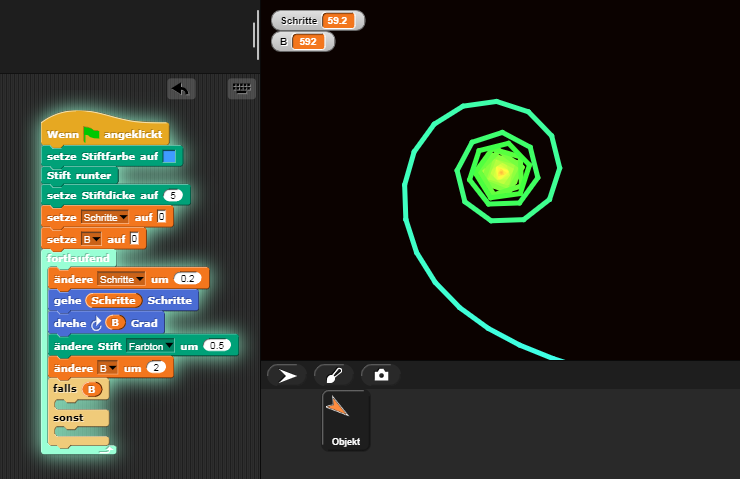 Schritte 59.2
B 592
Wenn angeklickt
setze Stiftfarbe auf
Stift runter
setze Stiftdicke auf 5
setze Schritte auf 0
setze B auf 0
fortlaufend
ändere Schritte um 0.2
gehe Schritte Schritte
drehe B Grad
ändere Stift Farbton um 0.5
ändere B um 2
falls B
sonst
Objekt